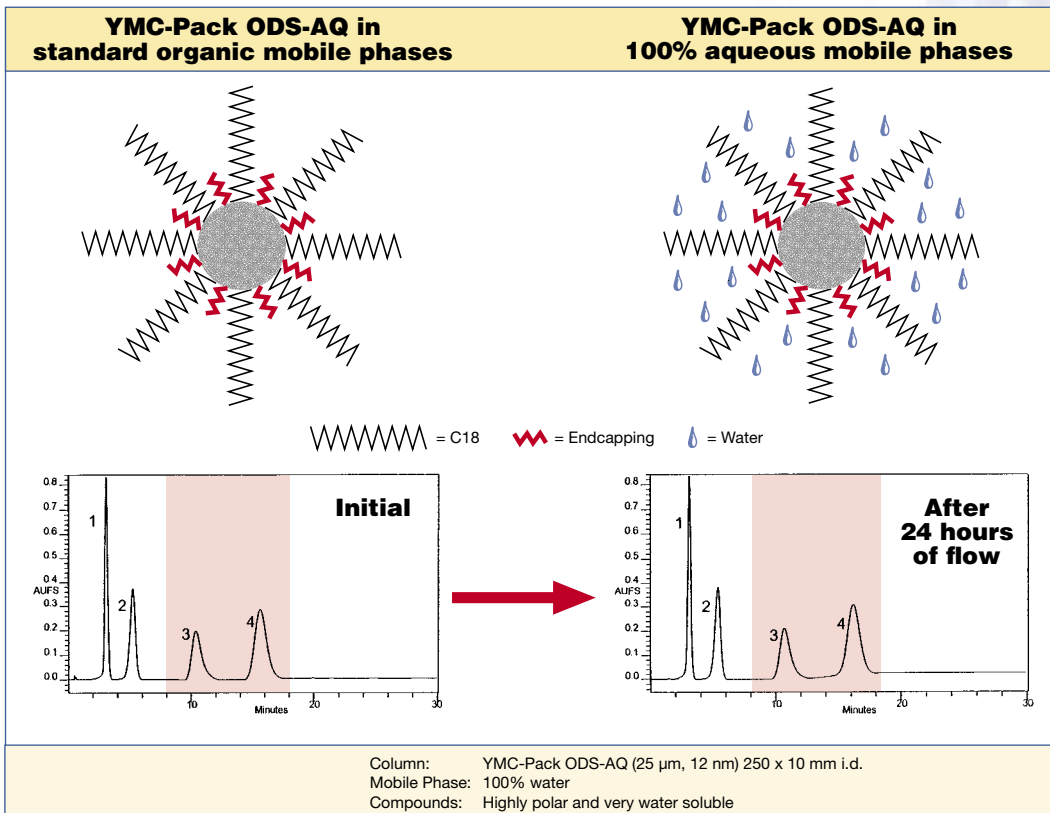 YMC-Pack ODS-AQ in
standard organic mobile phases
YMC-Pack ODS-AQ in
100% aqueous mobile phases
= C18
= Endcapping
= Water
Initial
0.8
0.7
0.6
0.5
0.4
AUFS
0.3
0.2
0.1
0.0
1
2
3
4
10
20
30
Minutes
After
24 hours
of flow
0.8
0.7
0.6
0.5
0.4
AUFS
0.3
0.2
0.1
0.0
1
2
3
4
10
20
30
Minutes
Column: YMC-Pack ODS-AQ (25 µm, 12 nm) 250 x 10 mm i.d.
Mobile Phase: 100% water
Compounds: Highly polar and very water soluble